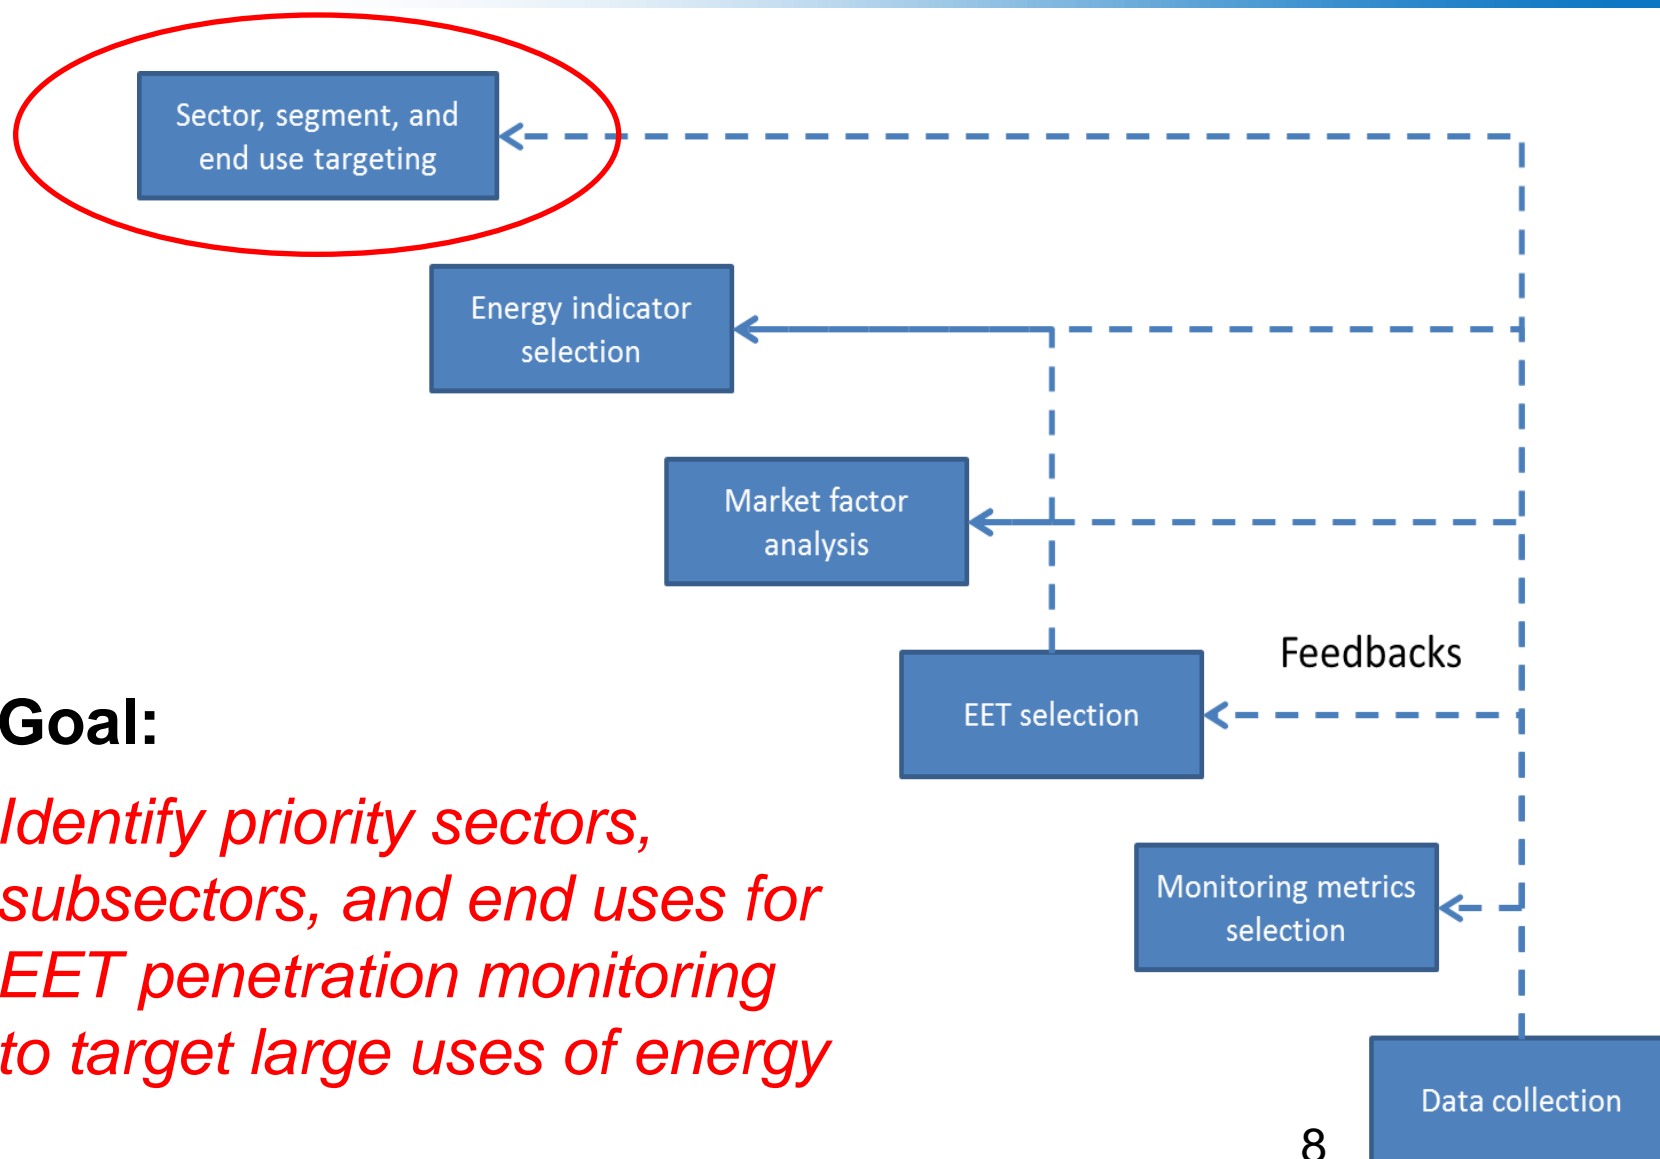 Sector, segment, and
end use targeting
Energy indicator
selection
Market factor
analysis
Feedbacks
EET selection
Goal:
Identify priority sectors,
subsectors, and end uses for
EET penetration monitoring
to target large uses of energy
Monitoring metrics
selection
Data collection
8